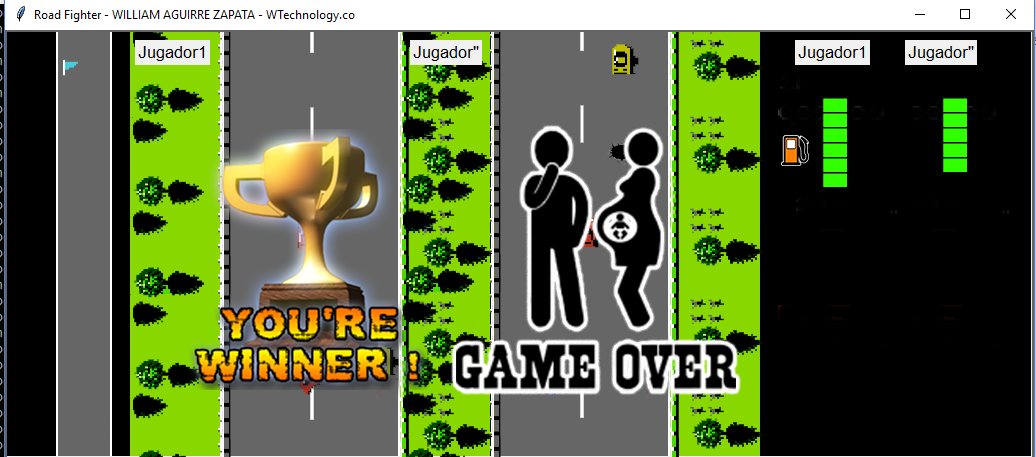 Road Fighter - WILLIAM AGUIRRE ZAPATA - WTechnology.co
Jugador1
Jugador"
Jugador1
Jugador"
YOU'RE
WINNER !
GAME OVER